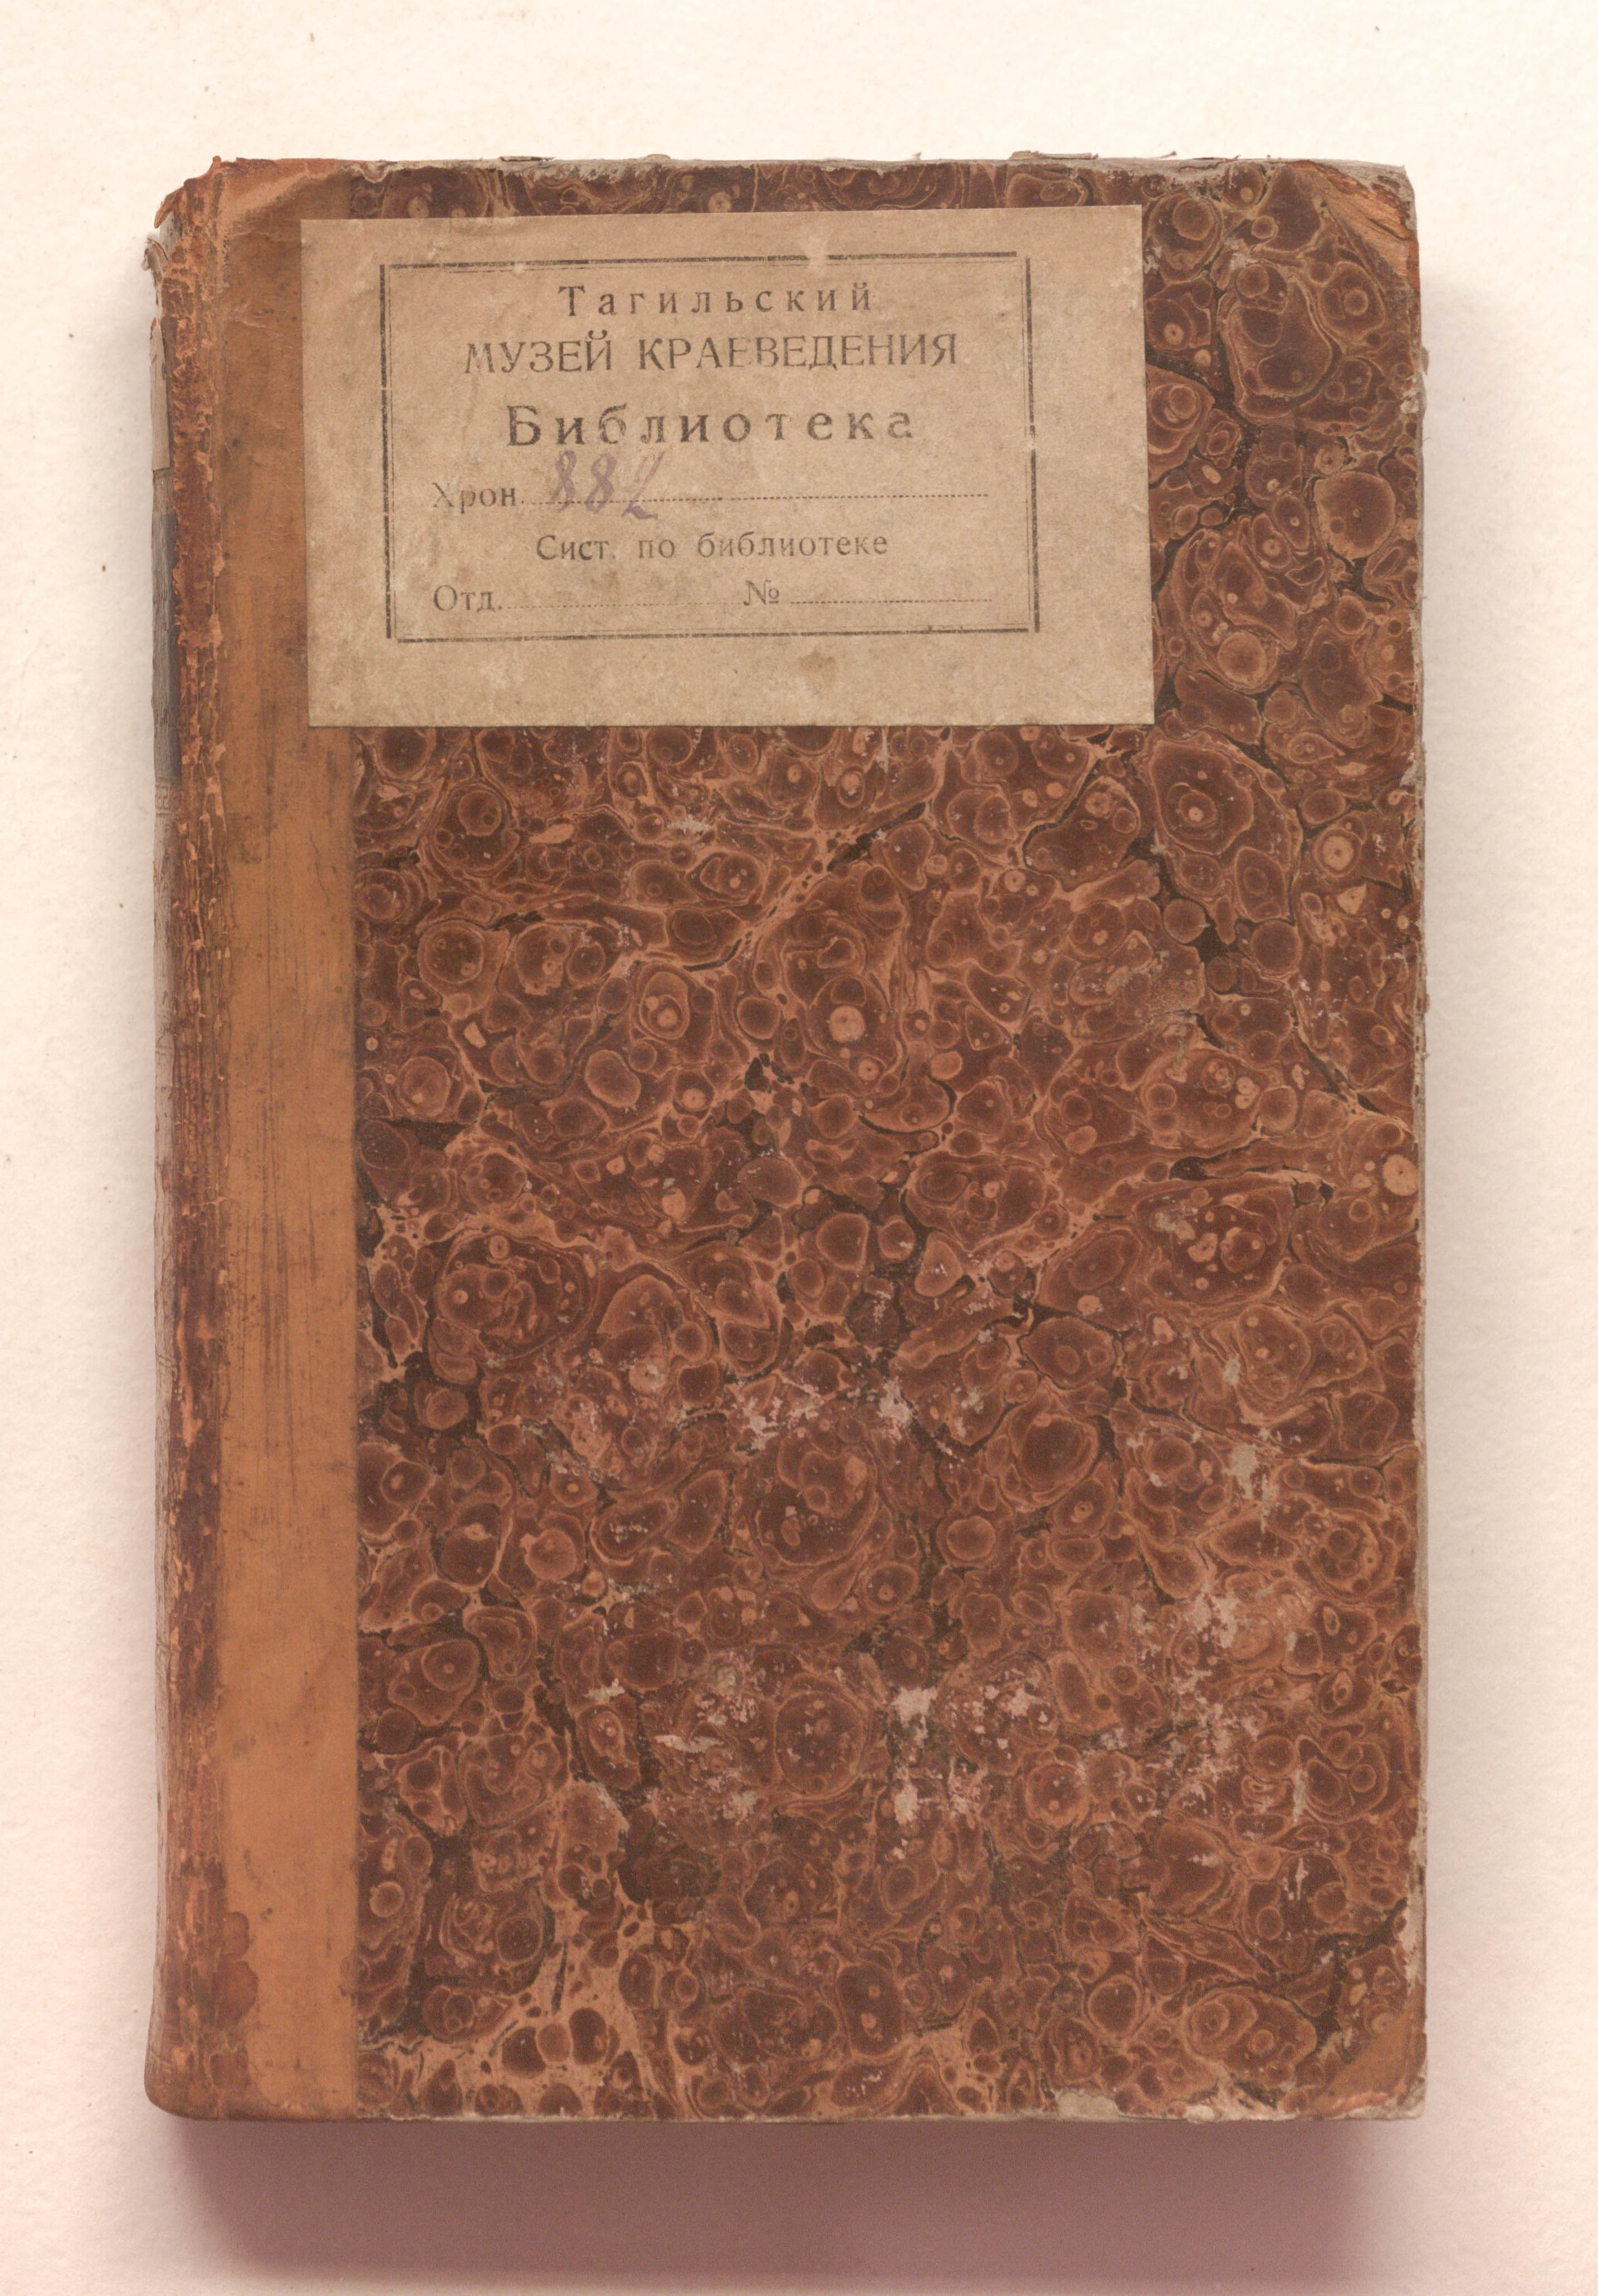 Тагильский
МУЗЕЙ КРАЕВЕДЕНИЯ
Библиотека
Хрон. 882
Сист. по библиотеке
Отд. №